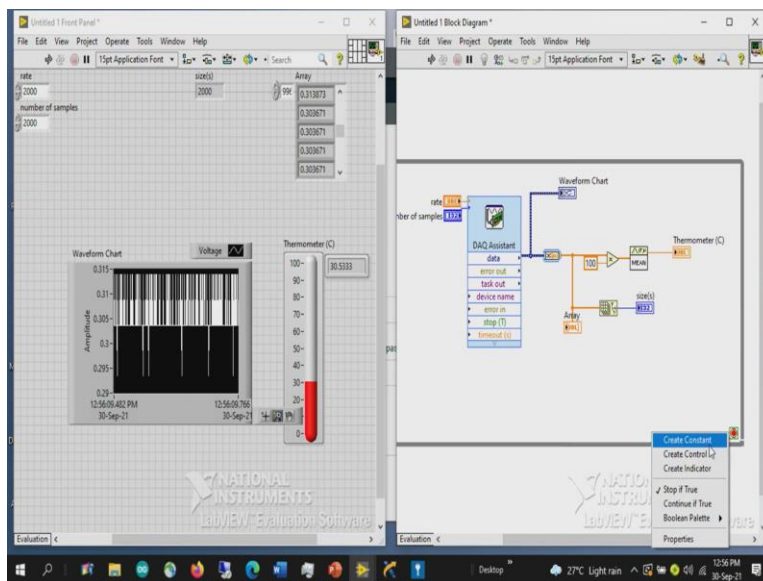 Untitled 1 Front Panel *
File Edit View Project Operate Tools Window Help
15pt Application Font
Search
rate
2000
number of samples
2000
size(s)
2000
Array
996
0.313873
0.303671
0.303671
0.303671
0.303671
Waveform Chart
Voltage
Amplitude
0.315-
0.31-
0.305-
0.3-
0.295-
0.29-
12:56:09.482 PM
30-Sep-21
12:56:09.766
30-Sep-21
Thermometer (C)
30.5333
100-
90-
80-
70-
60-
50-
40-
30-
20-
0-
NATIONAL
INSTRUMENTS
LabVIEW™ Evaluation Software
Evaluation
Untitled 1 Block Diagram *
File Edit View Project Operate Tools Window Help
15pt Application Font
Waveform Chart
rate
mber of samples
DAQ Assistant
data
error out
task out
device name
error in
stop (T)
timeout (s)
100
MEAN
Thermometer (C)
Array
size(s)
Create Constant
Create Control
Create Indicator
Stop if True
Continue if True
Boolean Palette
Properties
Evaluation
Desktop
27°C Light rain
12:56 PM
30-Sep-21